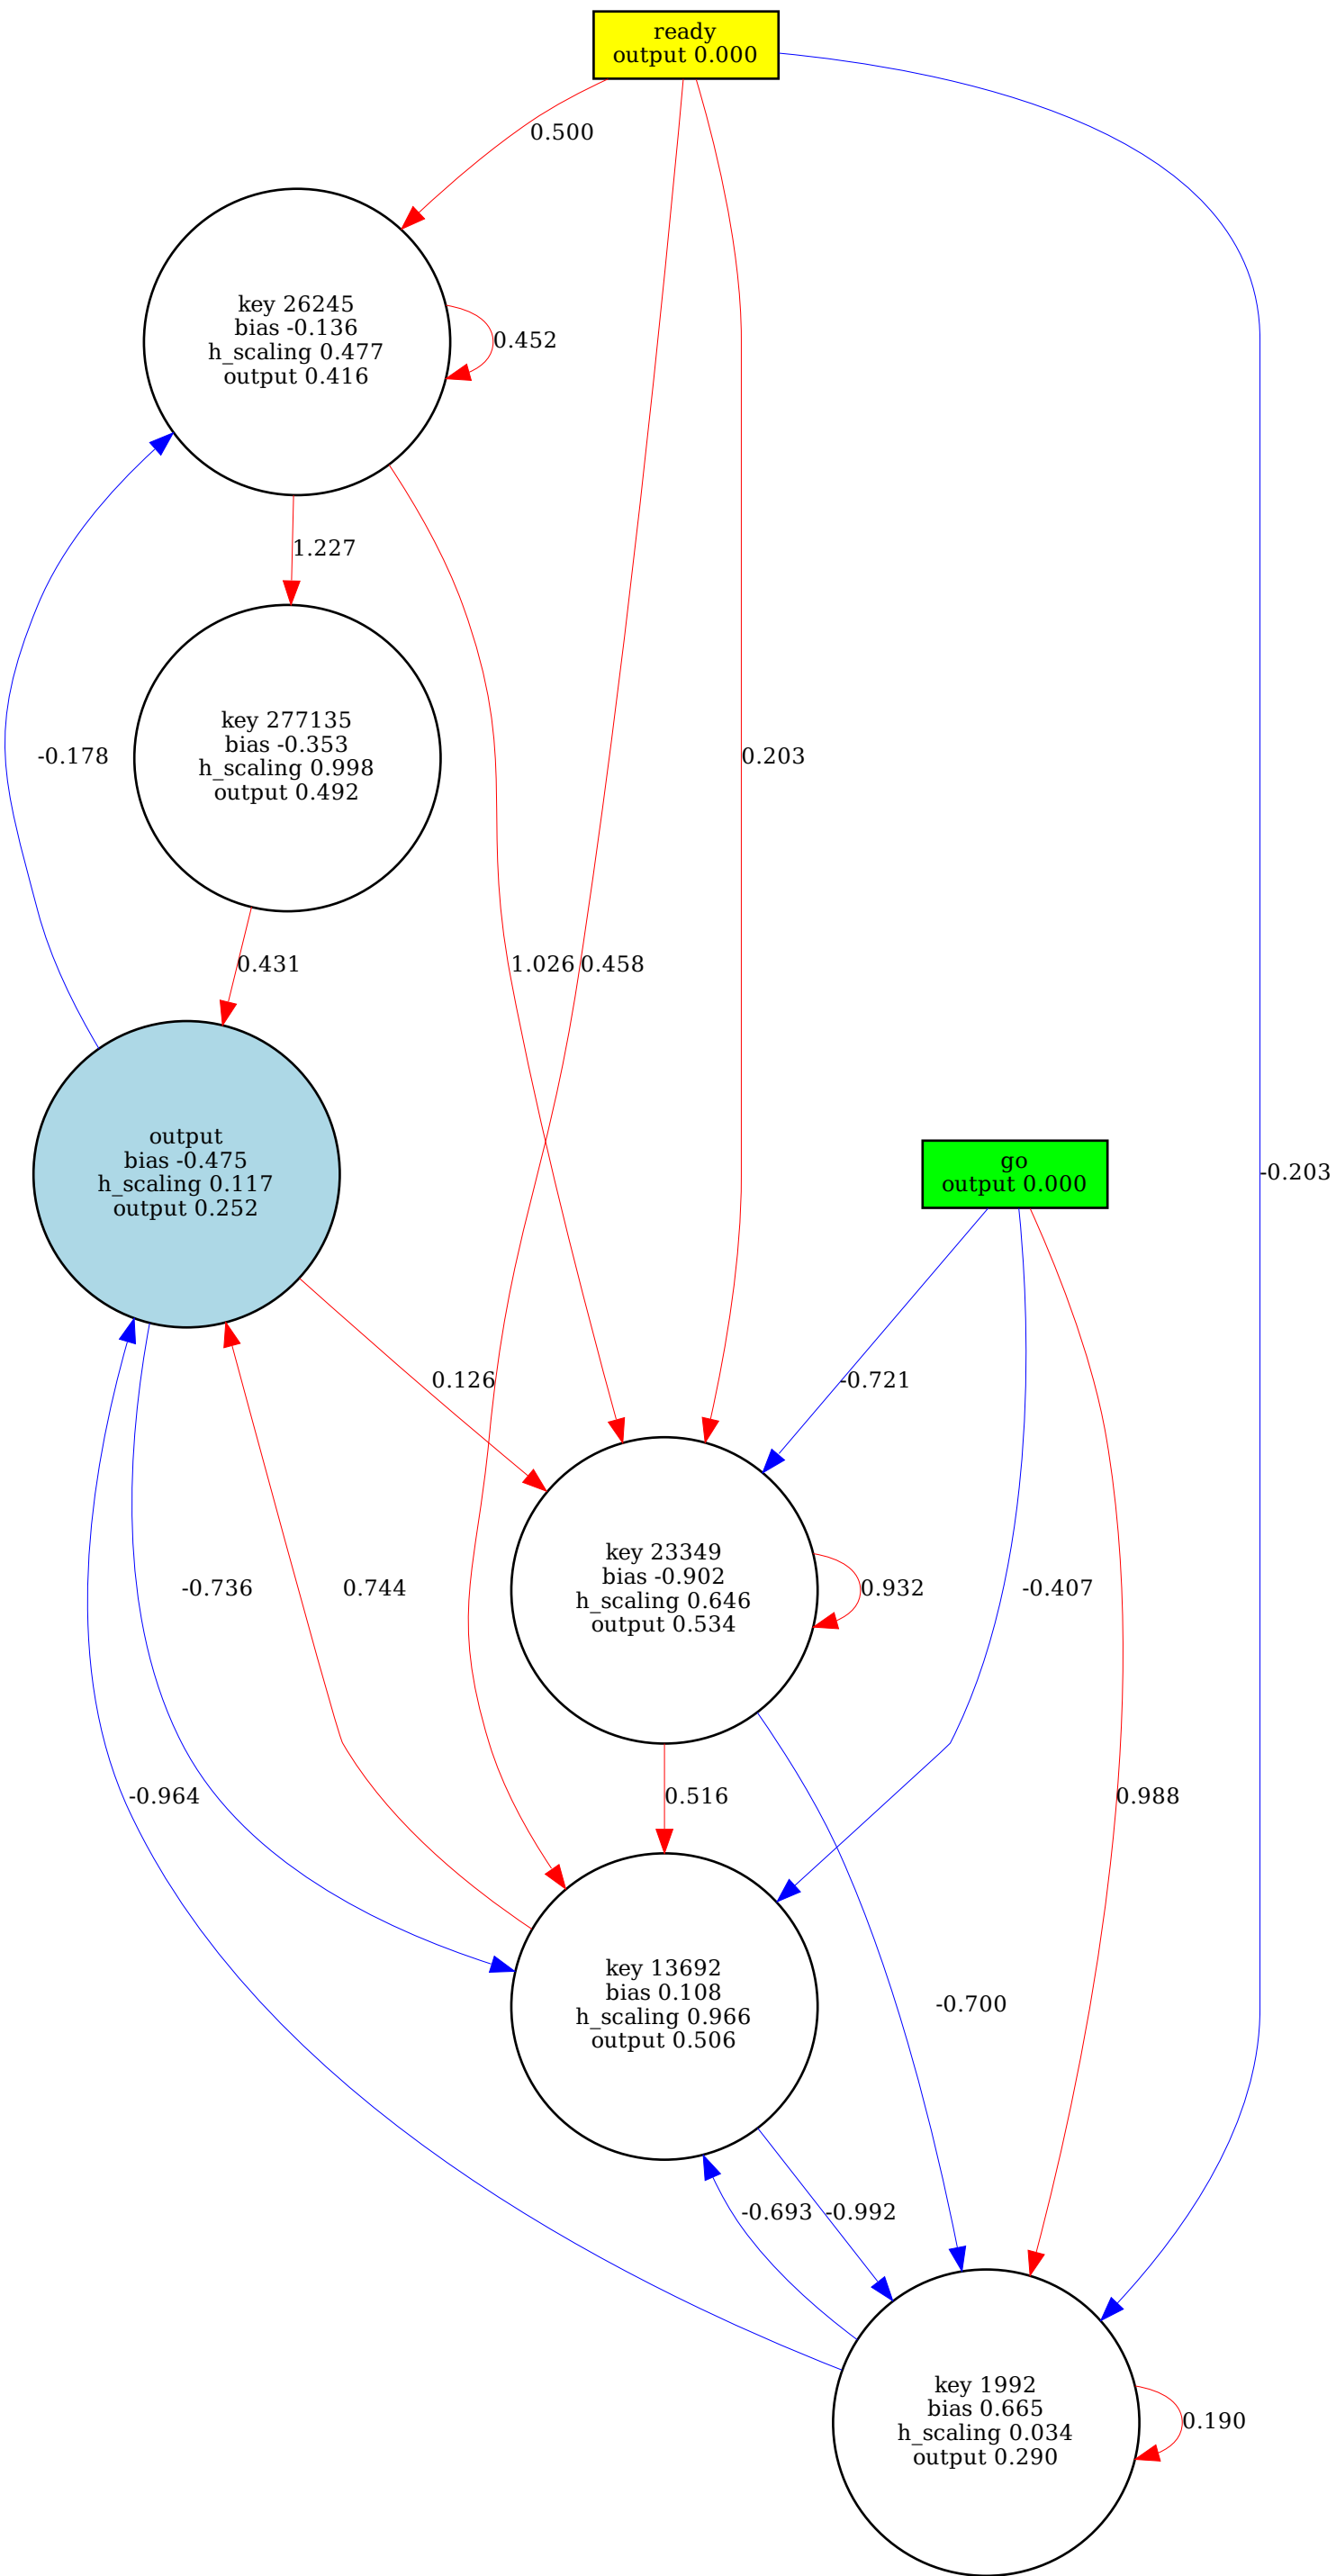 ready
output 0.000
0.500
key 26245
bias -0.136
h_scaling 0.477
output 0.416
0.452
1.227
key 277135
bias -0.353
h_scaling 0.998
output 0.492
-0.178
0.203
0.431
1.026
0.458
output
bias -0.475
h_scaling 0.117
output 0.252
go
output 0.000
-0.203
0.126
-0.721
key 23349
bias -0.902
h_scaling 0.646
output 0.534
-0.736
0.744
0.932
-0.407
-0.964
0.516
0.988
key 13692
bias 0.108
h_scaling 0.966
output 0.506
-0.700
-0.693
-0.992
key 1992
bias 0.665
h_scaling 0.034
output 0.290
0.190